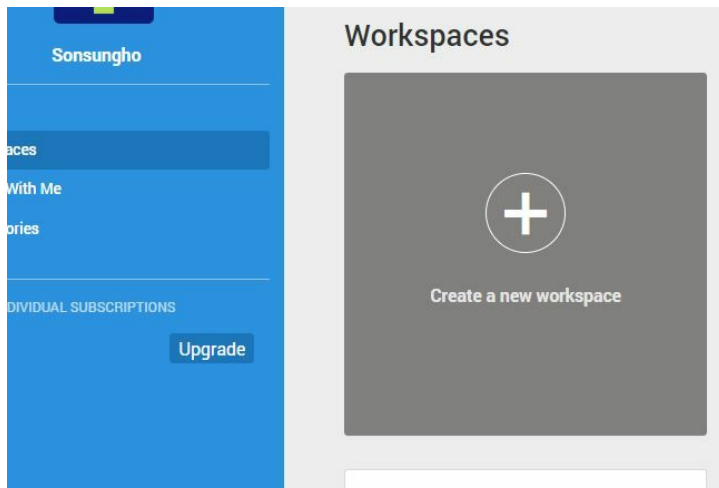 Sonsungho
aces
With Me
ories
DIVIDUAL SUBSCRIPTIONS
Upgrade
Workspaces
Create a new workspace